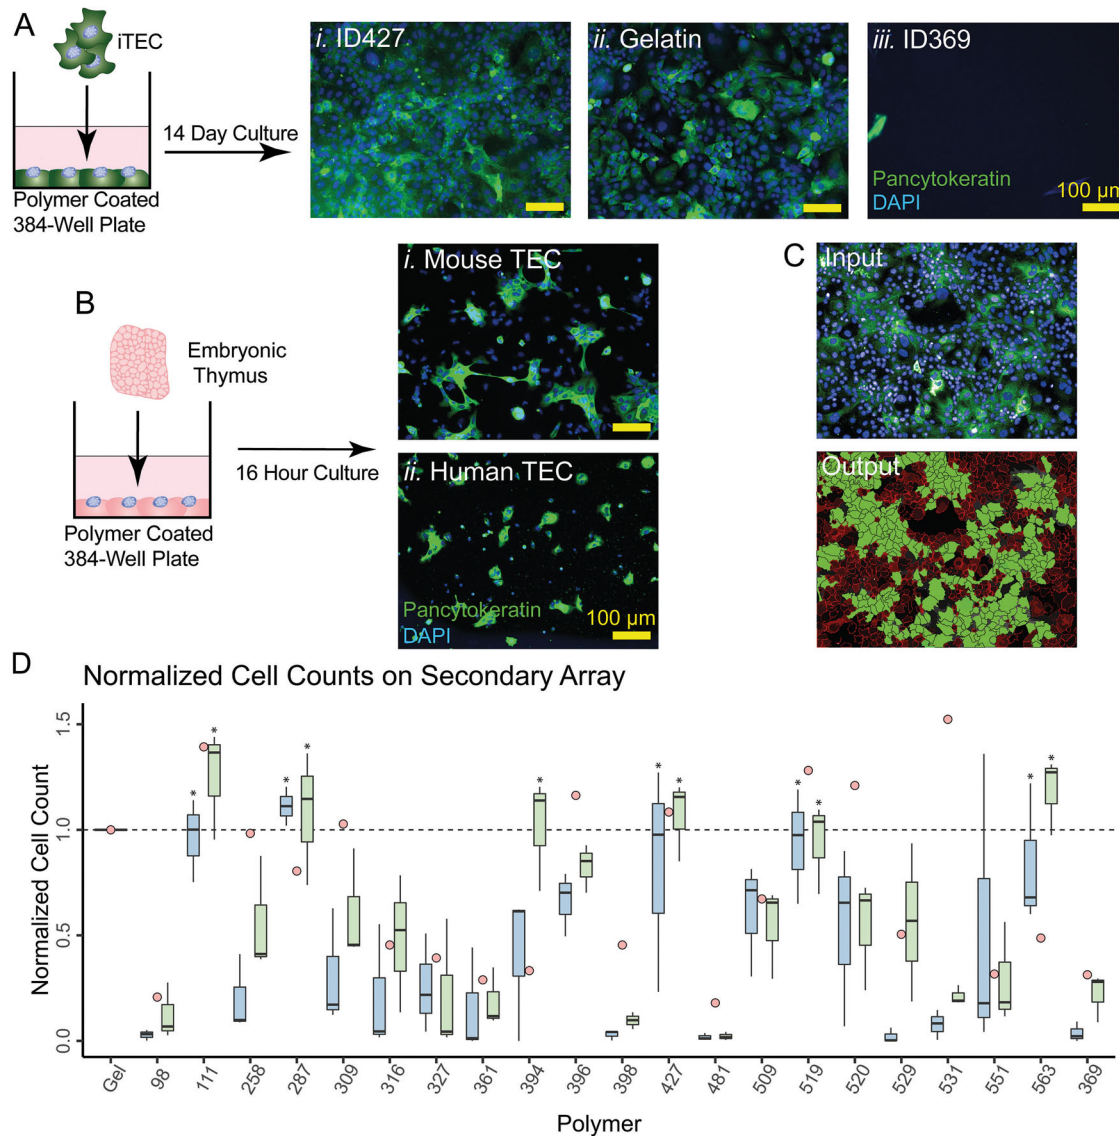 A
iTEC
14 Day Culture
Polymer Coated
384-Well Plate
i. ID427
ii. Gelatin
iii. ID369
Pancytokeratin
DAPI
100 µm
B
Embryonic
Thymus
16 Hour Culture
Polymer Coated
384-Well Plate
i. Mouse TEC
ii. Human TEC
Pancytokeratin
DAPI
100 µm
C
Input
Output
D
Normalized Cell Counts on Secondary Array
Normalized Cell Count
1.5
1.0
0.5
0.0
* * * * * * * * * * *
Gel 98 111 258 287 309 316 327 361 394 396 398 427 481 509 519 520 529 531 551 563 369
Polymer